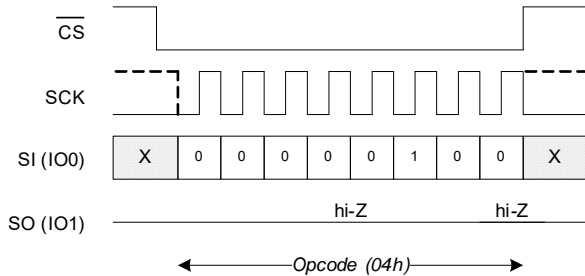 CS
SCK
SI (IO0) X 0 0 0 0 0 1 0 0 X
hi-Z hi-Z
SO (IO1)
Opcode (04h)